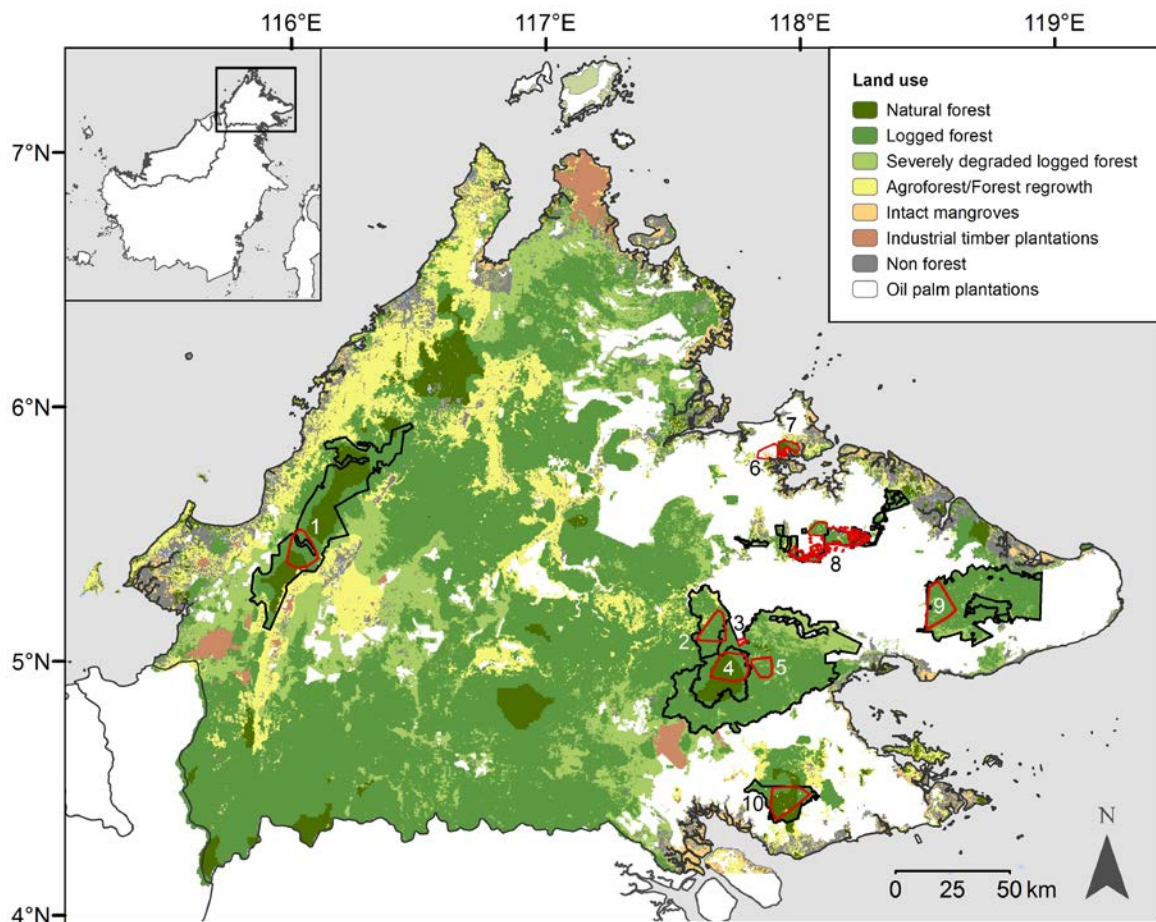 116°E 117°E 118°E 119°E
7°N
6°N
5°N
4°N
Land use
Natural forest
Logged forest
Severely degraded logged forest
Agroforest/Forest regrowth
Intact mangroves
Industrial timber plantations
Non forest
Oil palm plantations
7
6
1
8
9
3
2
4
5
10
N
0 25 50 km